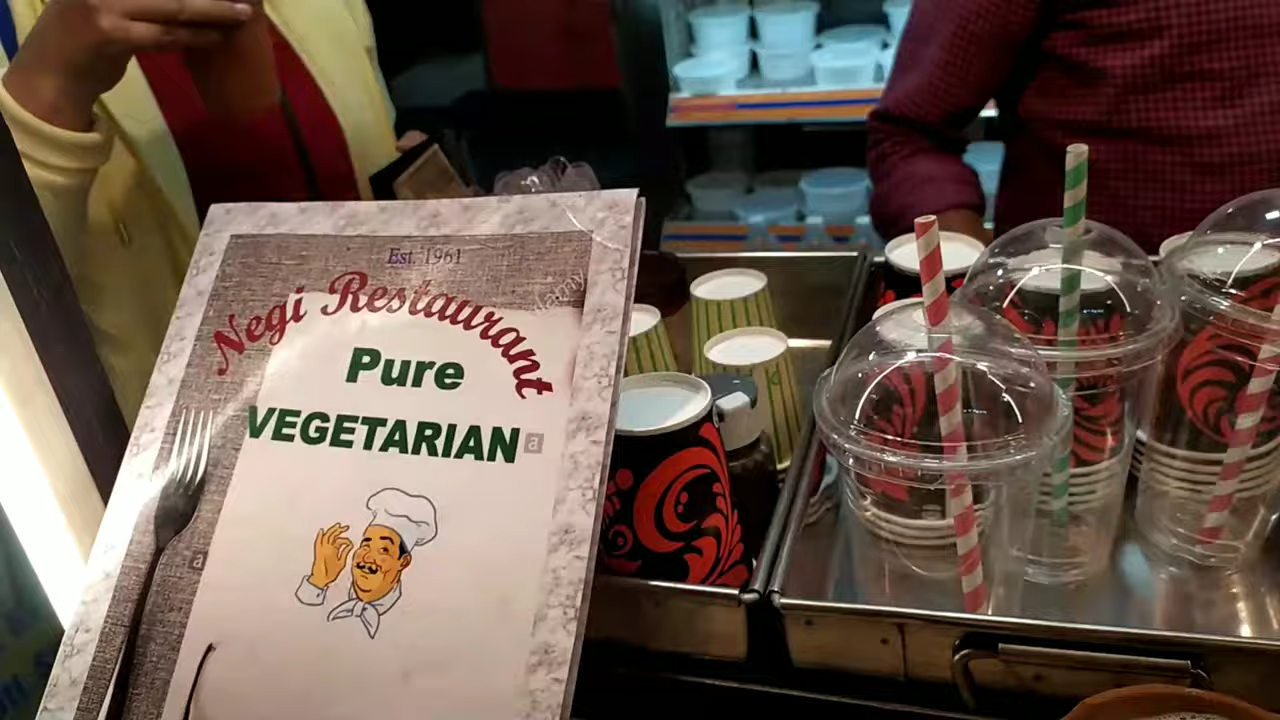 Est. 1961
Negi Restaurant
Pure
VEGETARIAN
a
a